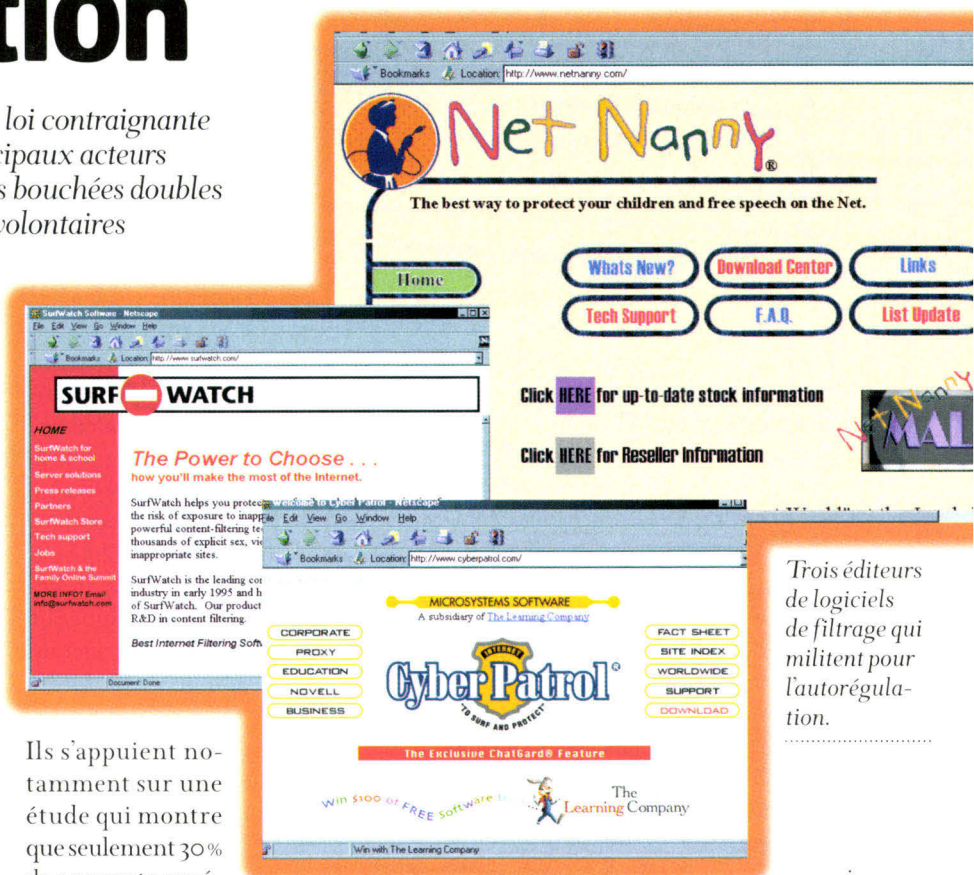 tion
loi contraignante
cipaux acteurs
s bouchées doubles
volontaires
Bookmarks Location: http://www.netnanny.com/
Net Nanny®
The best way to protect your children and free speech on the Net.
Home
Whats New?
Download Center
Links
Tech Support
F.A.Q.
List Update
Click HERE for up-to-date stock information
Click HERE for Reseller Information
Net Nanny
MAL
SurfWatch Software - Netscape
File Edit View Go Window Help
Bookmarks Location: http://www.surfwatch.com/
SURF WATCH
HOME
SurfWatch for
home & school
Server solutions
Press releases
Partners
SurfWatch Store
Tech support
Jobs
SurfWatch & the
Family Online Summit
MORE INFO? Email
info@surfwatch.com
The Power to Choose . . .
how you'll make the most of the Internet.
SurfWatch helps you protec
the risk of exposure to inapp
powerful content-filtering te
thousands of explicit sex, vi
inappropriate sites.
SurfWatch is the leading co
industry in early 1995 and h
of SurfWatch. Our product
R&D in content filtering.
Best Internet Filtering Soft
Document: Done
Welcome to Cyber Patrol - Netscape
File Edit View Go Window Help
Bookmarks Location: http://www.cyberpatrol.com/
MICROSYSTEMS SOFTWARE
A subsidiary of The Learning Company
CORPORATE
PROXY
EDUCATION
NOVELL
BUSINESS
INTERNET
CyberPatrol®
"TO SURF AND PROTECT"
FACT SHEET
SITE INDEX
WORLDWIDE
SUPPORT
DOWNLOAD
The Exclusive ChatGard® Feature
Win $100 of FREE Software
The
Learning Company
Win with The Learning Company
Trois éditeurs
de logiciels
de filtrage qui
militent pour
l'autorégula-
tion.
Ils s'appuient no-
tamment sur une
étude qui montre
que seulement 30%